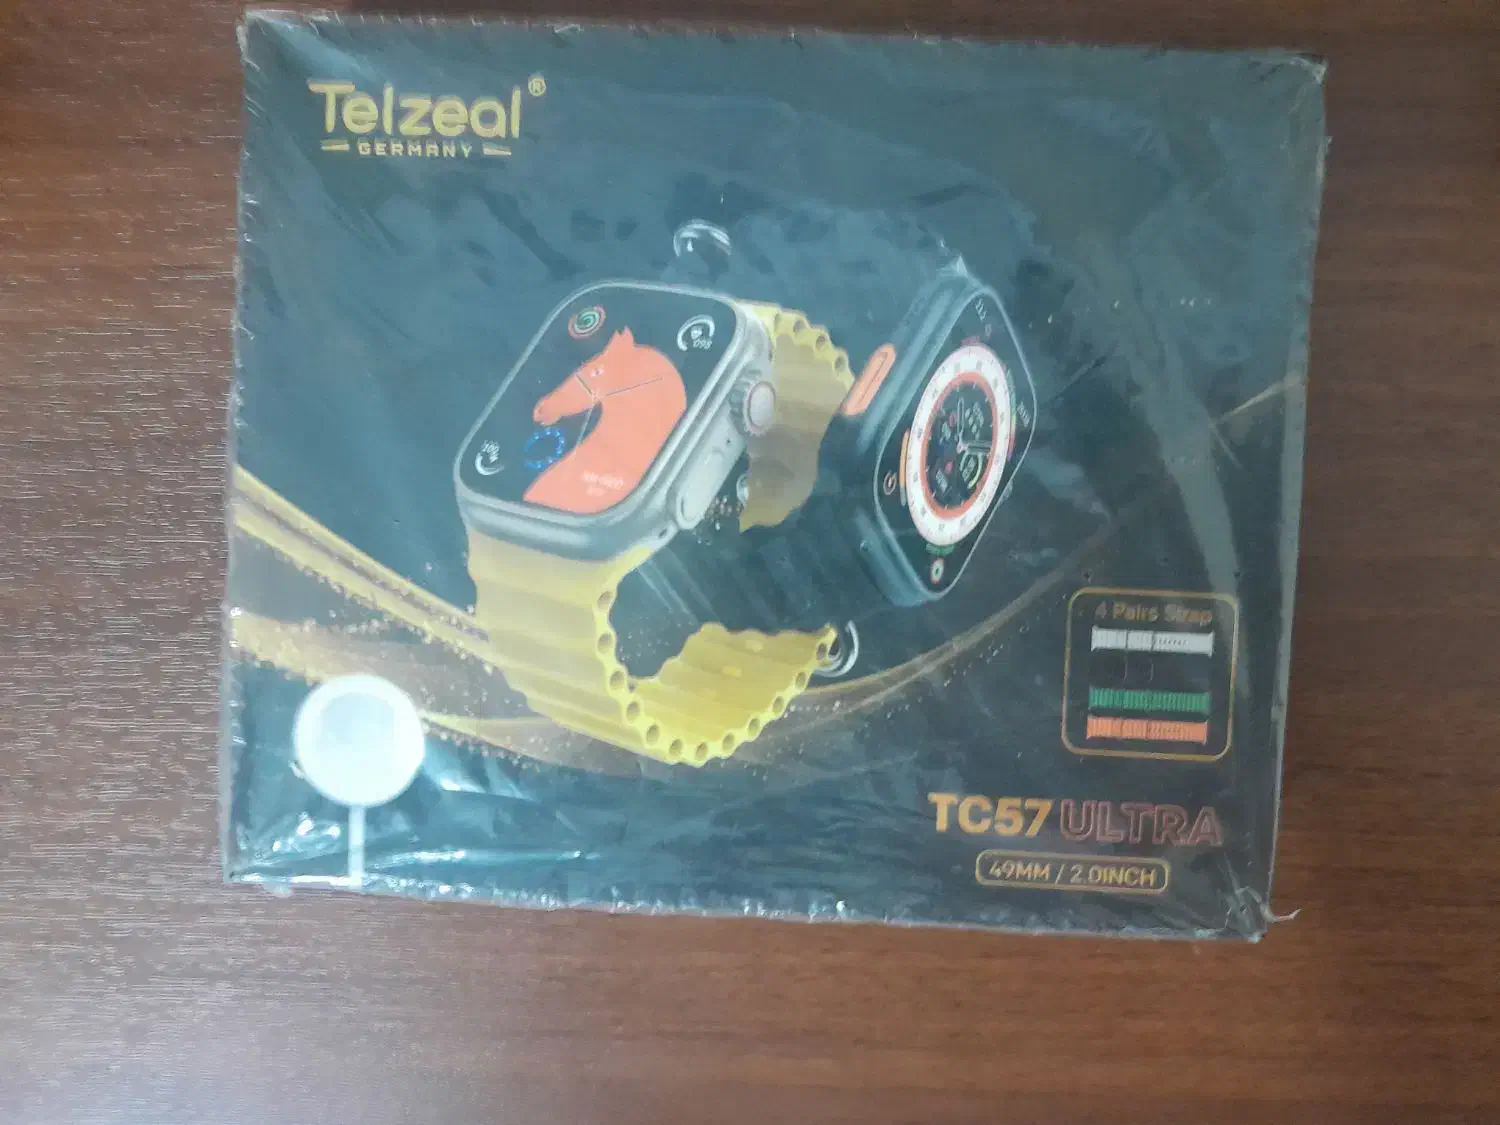 Telzeal®
GERMANY
4 Pairs Strap
TC57 ULTRA
49MM / 2.0INCH